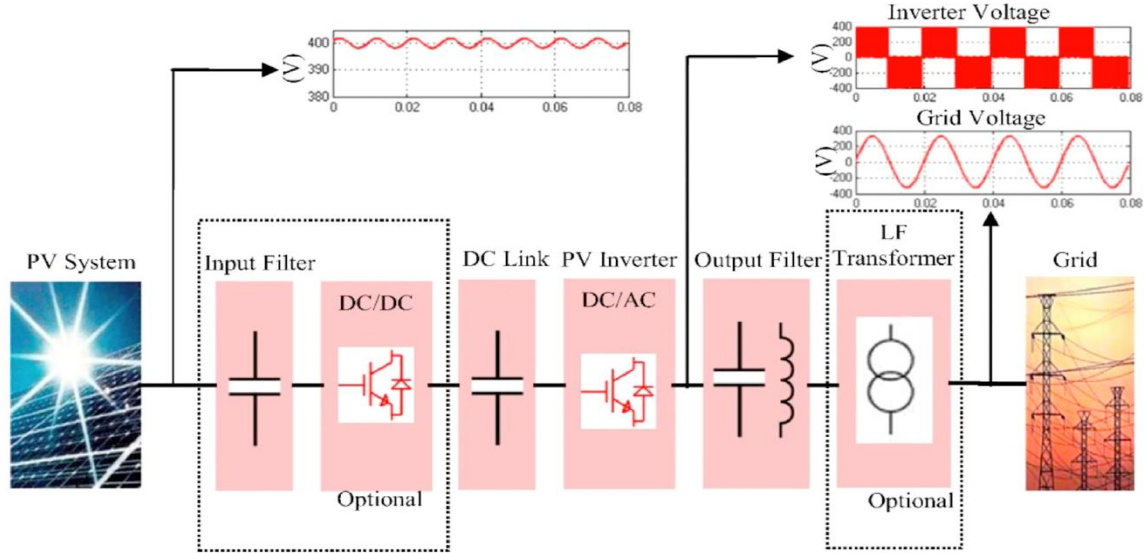 (V)
400
390
380
0
0.02
0.04
0.06
0.08
Inverter Voltage
(V)
400
200
0
-200
-400
0
0.02
0.04
0.06
0.08
Grid Voltage
(V)
400
200
0
-200
-400
0
0.02
0.04
0.06
0.08
PV System
Input Filter
DC/DC
Optional
DC Link
PV Inverter
DC/AC
Output Filter
LF
Transformer
Optional
Grid